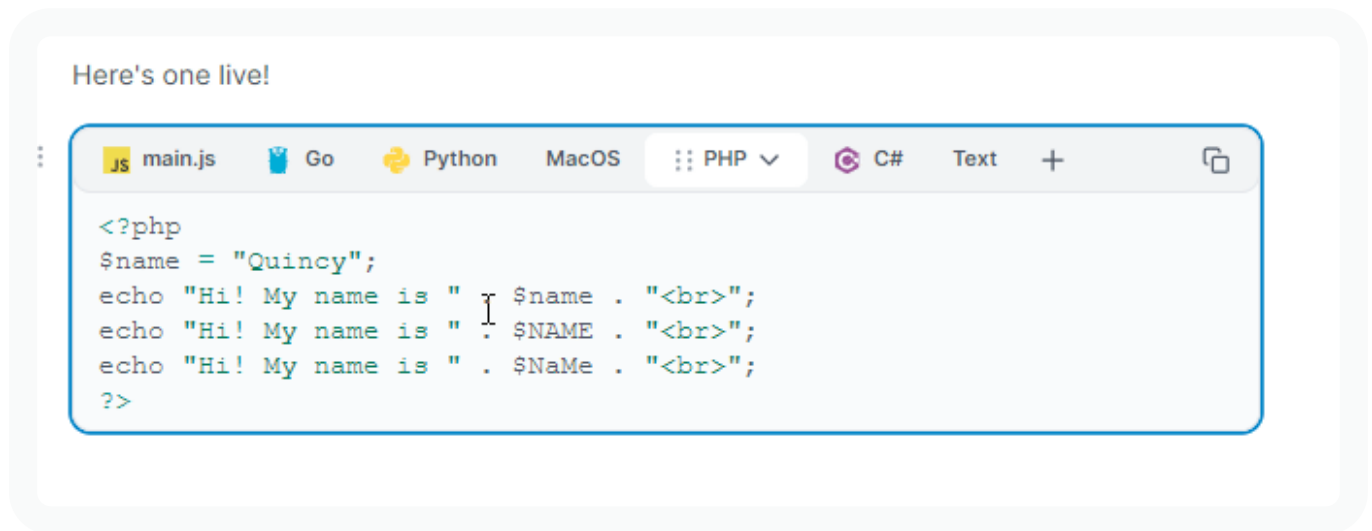 Here's one live!
JS main.js Go Python MacOS PHP C# Text
<?php
$name = "Quincy";
echo "Hi! My name is " . $name . "<br>";
echo "Hi! My name is " . $NAME . "<br>";
echo "Hi! My name is " . $NaMe . "<br>";
?>